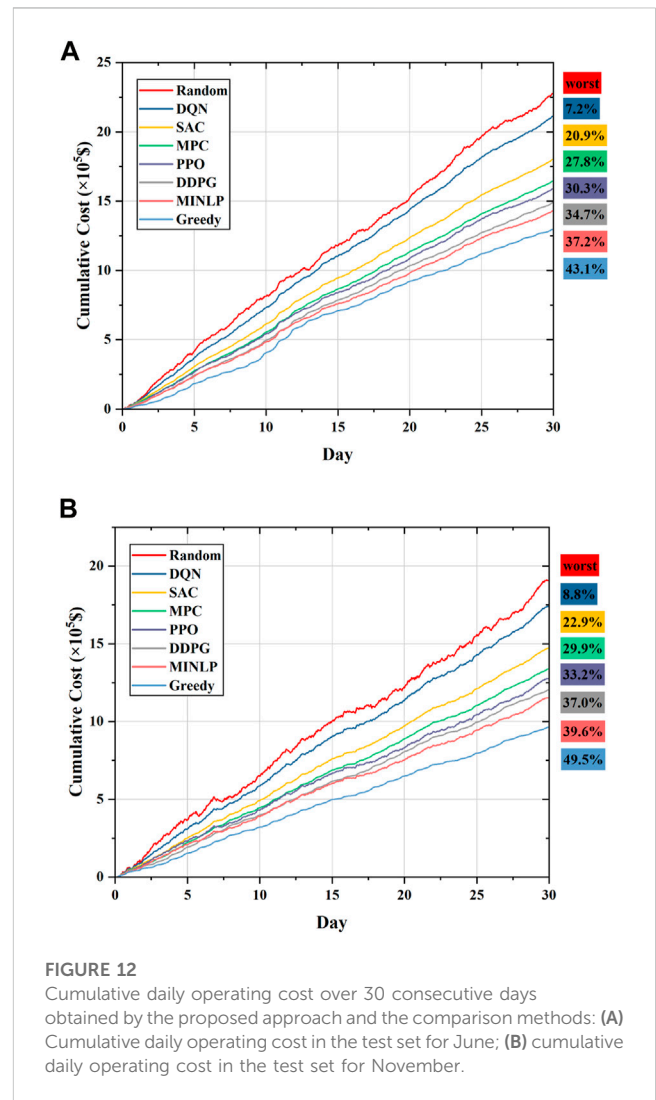 A
25
20
15
10
5
0
Cumulative Cost (×10⁵$)
Random
DQN
SAC
MPC
PPO
DDPG
MINLP
Greedy
0 5 10 15 20 25 30
Day
worst
7.2%
20.9%
27.8%
30.3%
34.7%
37.2%
43.1%
B
20
15
10
5
0
Cumulative Cost (×10⁵$)
Random
DQN
SAC
MPC
PPO
DDPG
MINLP
Greedy
0 5 10 15 20 25 30
Day
worst
8.8%
22.9%
29.9%
33.2%
37.0%
39.6%
49.5%
FIGURE 12
Cumulative daily operating cost over 30 consecutive days
obtained by the proposed approach and the comparison methods: (A)
Cumulative daily operating cost in the test set for June; (B) cumulative
daily operating cost in the test set for November.